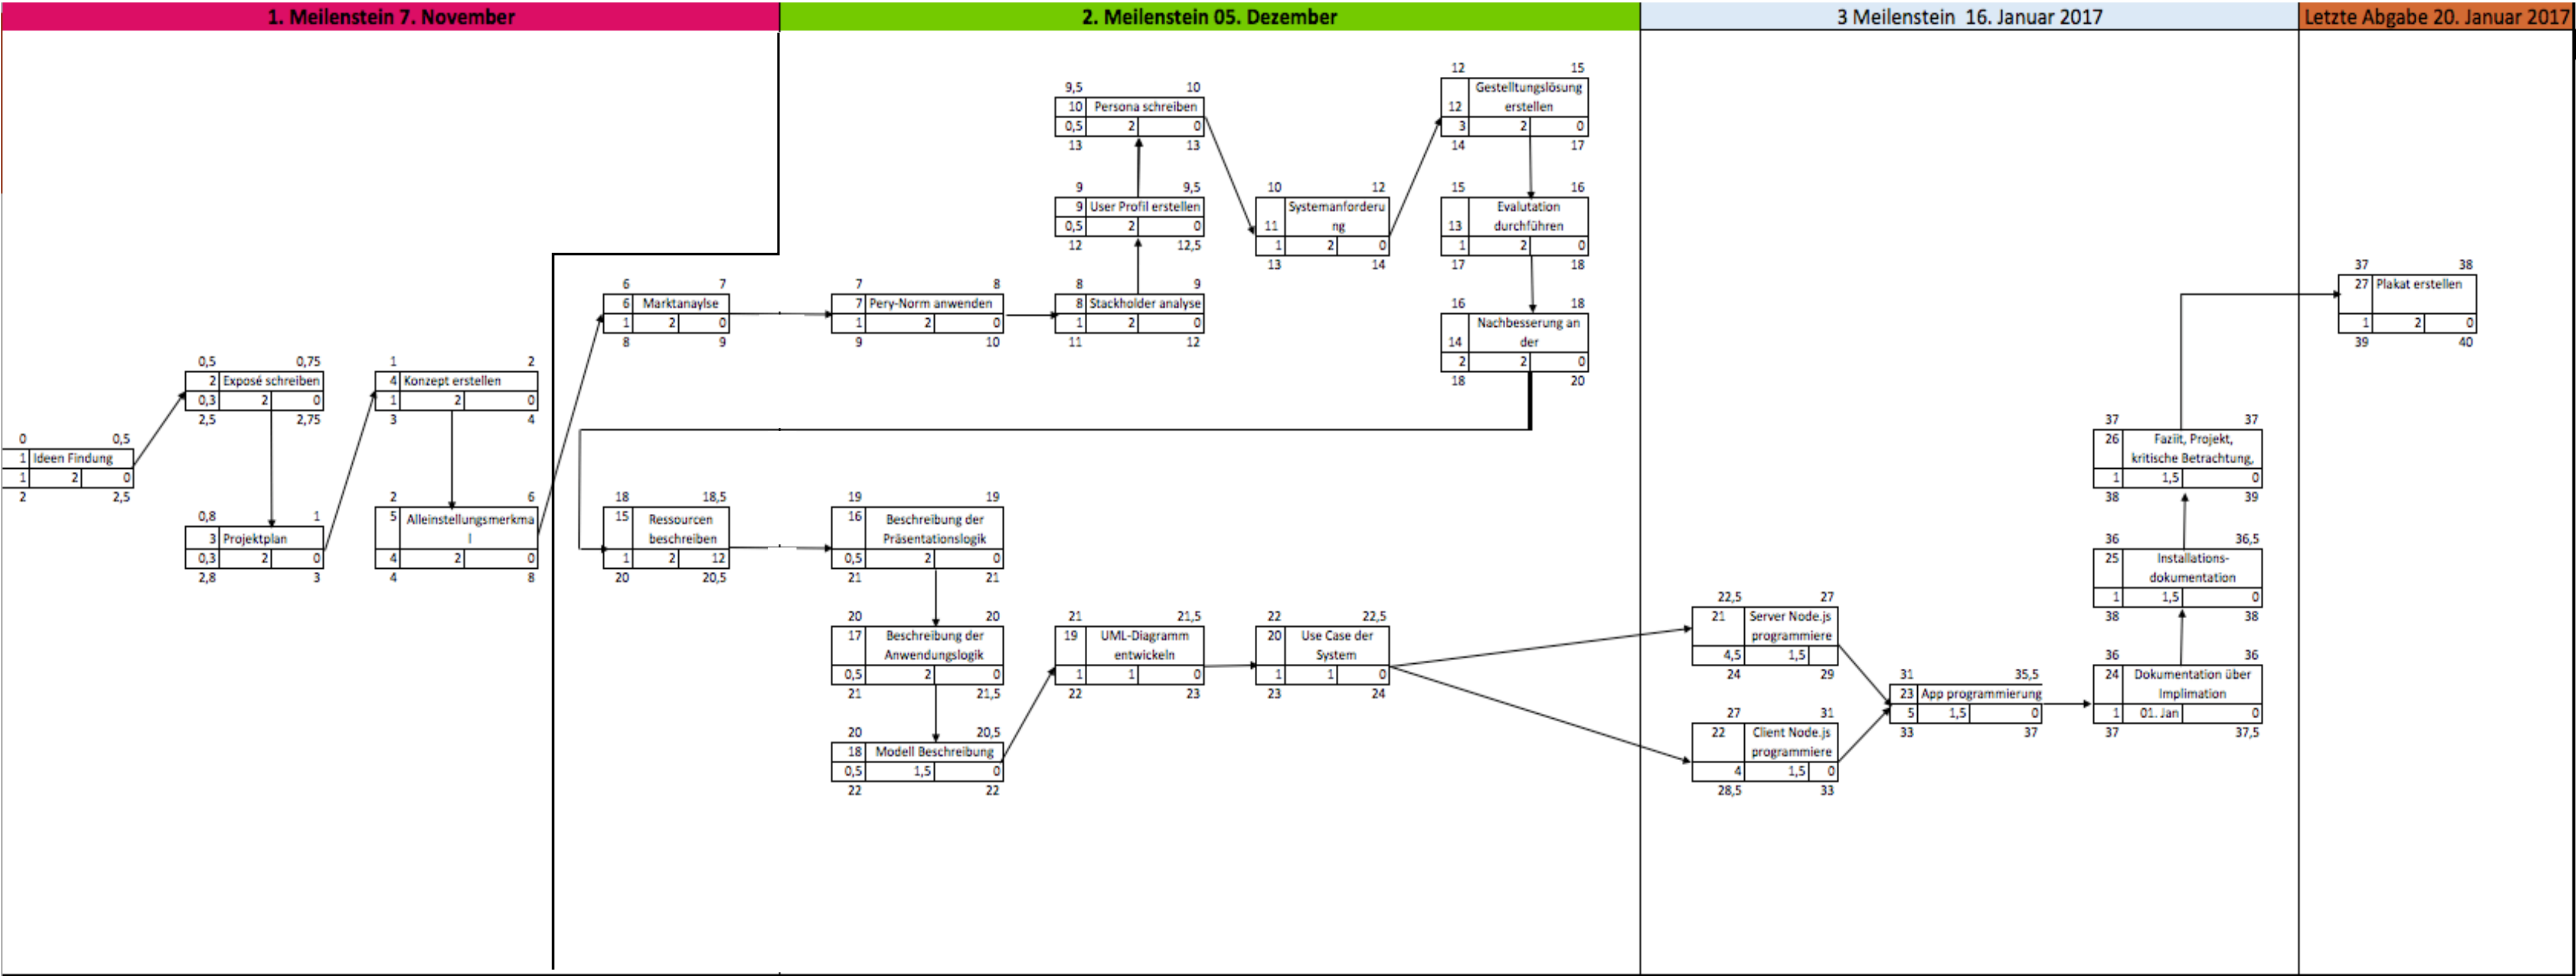 1. Meilenstein 7. November
2. Meilenstein 05. Dezember
3 Meilenstein 16. Januar 2017
Letzte Abgabe 20. Januar 2017
0 0,5
1 Ideen Findung
1 2 0
2 2,5
0,5 0,75
2 Exposé schreiben
0,3 2 0
2,5 2,75
0,8 1
3 Projektplan
0,3 2 0
2,8 3
1 2
4 Konzept erstellen
1 2 0
3 4
2 6
5 Alleinstellungsmerkma
l
4 2 0
4 8
6 7
6 Marktanaylse
1 2 0
8 9
7 8
7 Pery-Norm anwenden
1 2 0
9 10
8 9
8 Stackholder analyse
1 2 0
11 12
9 9,5
9 User Profil erstellen
0,5 2 0
12 12,5
9,5 10
10 Persona schreiben
0,5 2 0
13 13
10 12
Systemanforderu
11 ng
1 2 0
13 14
12 15
Gestelltungslösung
12 erstellen
3 2 0
14 17
15 16
Evalutation
13 durchführen
1 2 0
17 18
16 18
Nachbesserung an
14 der
2 2 0
18 20
18 18,5
15 Ressourcen
beschreiben
1 2 12
20 20,5
19 19
16 Beschreibung der
Präsentationslogik
0,5 2 0
21 21
20 20
17 Beschreibung der
Anwendungslogik
0,5 2 0
21 21,5
20 20,5
18 Modell Beschreibung
0,5 1,5 0
22 22
21 21,5
19 UML-Diagramm
entwickeln
1 1 0
22 23
22 22,5
20 Use Case der
System
1 1 0
23 24
22,5 27
21 Server Node.js
programmiere
4,5 1,5
24 29
27 31
22 Client Node.js
programmiere
4 1,5 0
28,5 33
31 35,5
23 App programmierung
5 1,5 0
33 37
36 36
24 Dokumentation über
Implimation
1 01. Jan 0
37 37,5
36 36,5
25 Installations-
dokumentation
1 1,5 0
38 38
37 37
26 Faziit, Projekt,
kritische Betrachtung,
1 1,5 0
38 39
37 38
27 Plakat erstellen
1 2 0
39 40